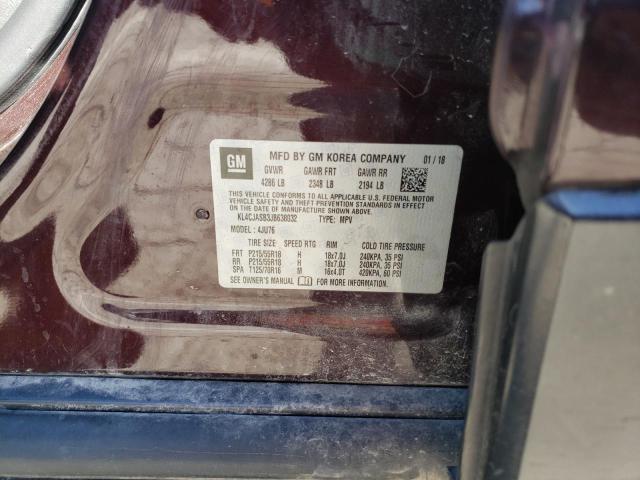 GM MFD BY GM KOREA COMPANY 01/18
GVWR GAWR FRT GAWR RR
4286 LB 2348 LB 2194 LB
THIS VEHICLE CONFORMS TO ALL APPLICABLE U.S. FEDERAL MOTOR
VEHICLE SAFETY AND THEFT PREVENTION STANDARDS IN EFFECT ON
THE DATE OF MANUFACTURE SHOWN ABOVE.
KL4CJASB3JB638032 TYPE: MPV
MODEL: 4JU76
TIRE SIZE SPEED RTG RIM COLD TIRE PRESSURE
FRT P215/55R18 H 18x7.0J 240KPA, 35 PSI
RR P215/55R18 H 18x7.0J 240KPA, 35 PSI
SPA T125/70R16 M 16x4.0T 420KPA, 60 PSI
SEE OWNER'S MANUAL FOR MORE INFORMATION.